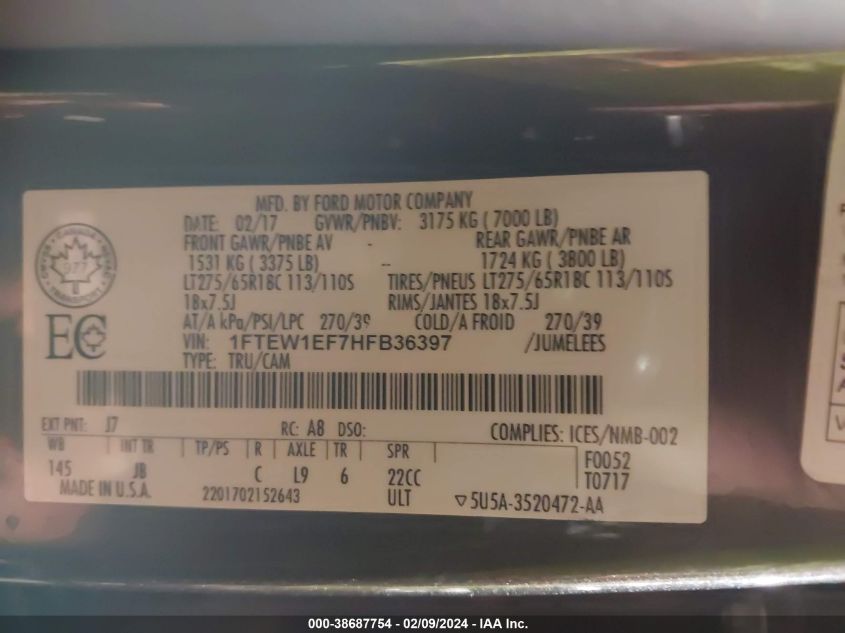 MFD. BY FORD MOTOR COMPANY
DATE: 02/17 GVWR/PNBV: 3175 KG ( 7000 LB)
FRONT GAWR/PNBE AV - REAR GAWR/PNBE AR
1531 KG ( 3375 LB) -- 1724 KG ( 3800 LB)
LT275/65R18C 113/110S TIRES/PNEUS LT275/65R18C 113/110S
18x7.5J RIMS/JANTES 18x7.5J
AT/A kPa/PSI/LPC 270/39 COLD/A FROID 270/39
VIN: 1FTEW1EF7HFB36397 /JUMELEES
TYPE: TRU/CAM
CANADA
977
TRANSPORT
EC
EXT PNT: J7 RC: A8 DSO: COMPLIES: ICES/NMB-002
WB INT TR TP/PS R AXLE TR SPR F0052
145 JB C L9 6 22CC T0717
MADE IN U.S.A. 2201702152643 ULT ▽5U5A-3520472-AA
000-38687754 - 02/09/2024 - IAA Inc.